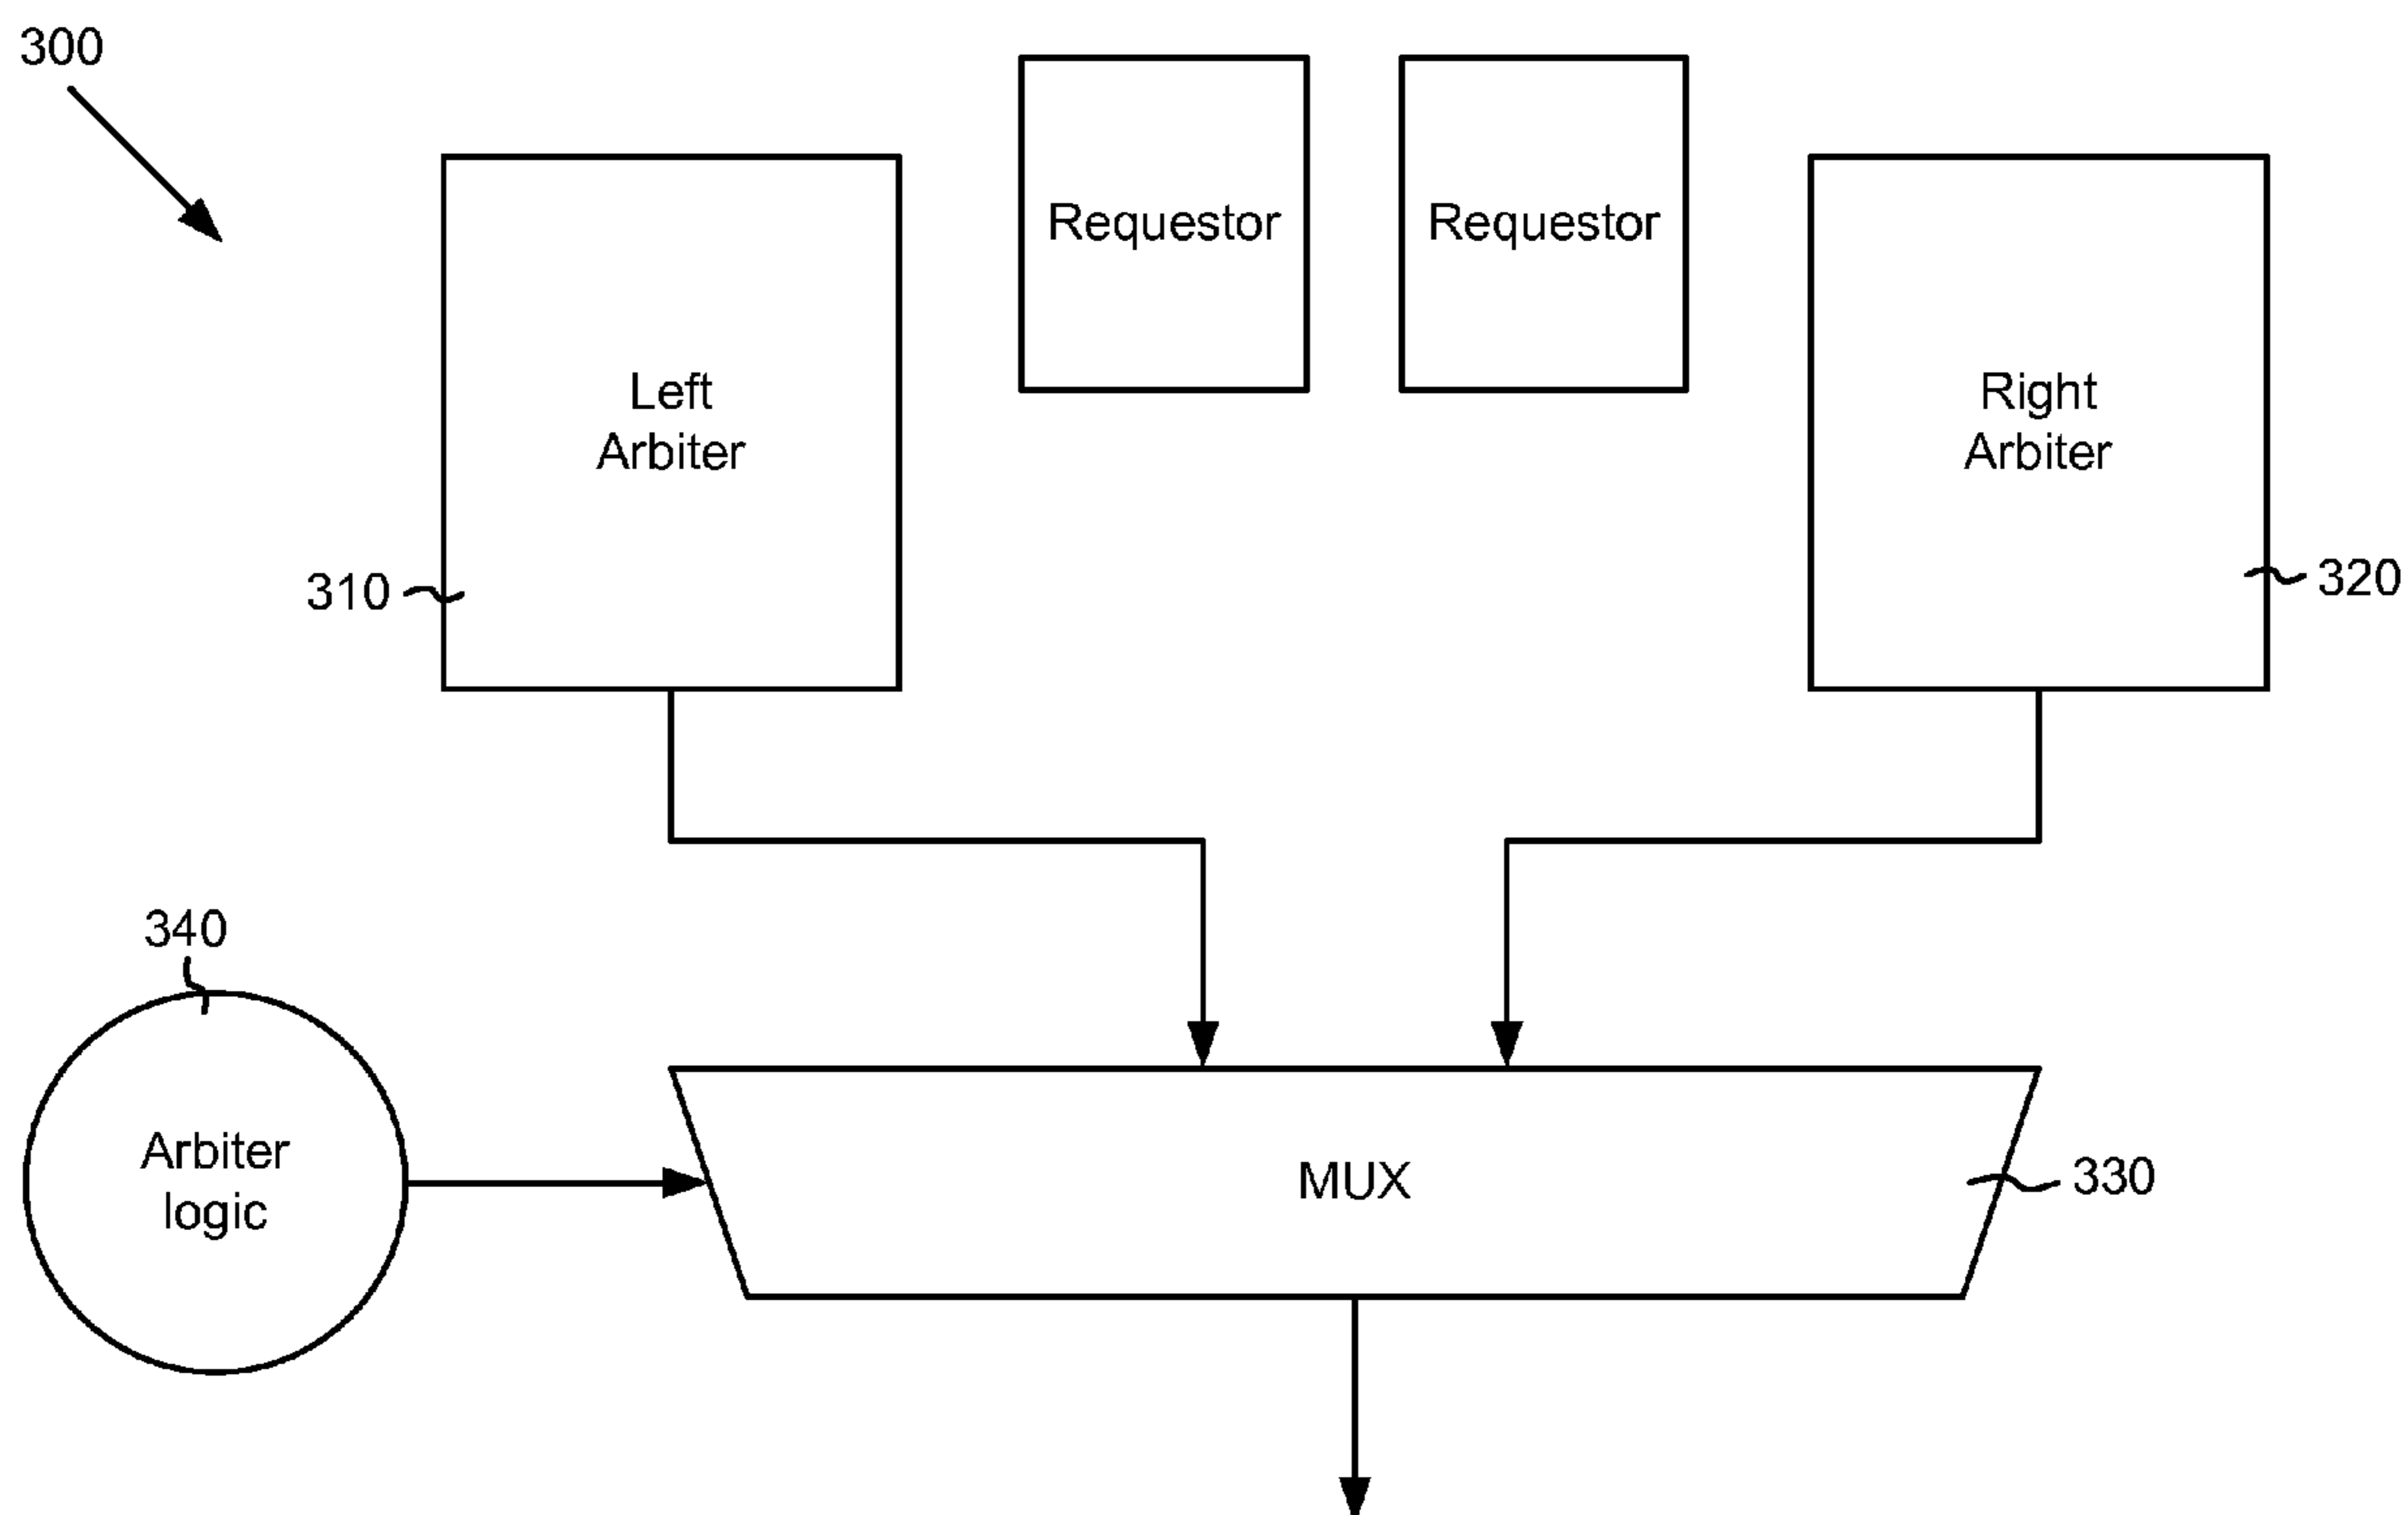 300
Requestor
Requestor
Left
Arbiter
Right
Arbiter
310
320
340
Arbiter
logic
MUX
330